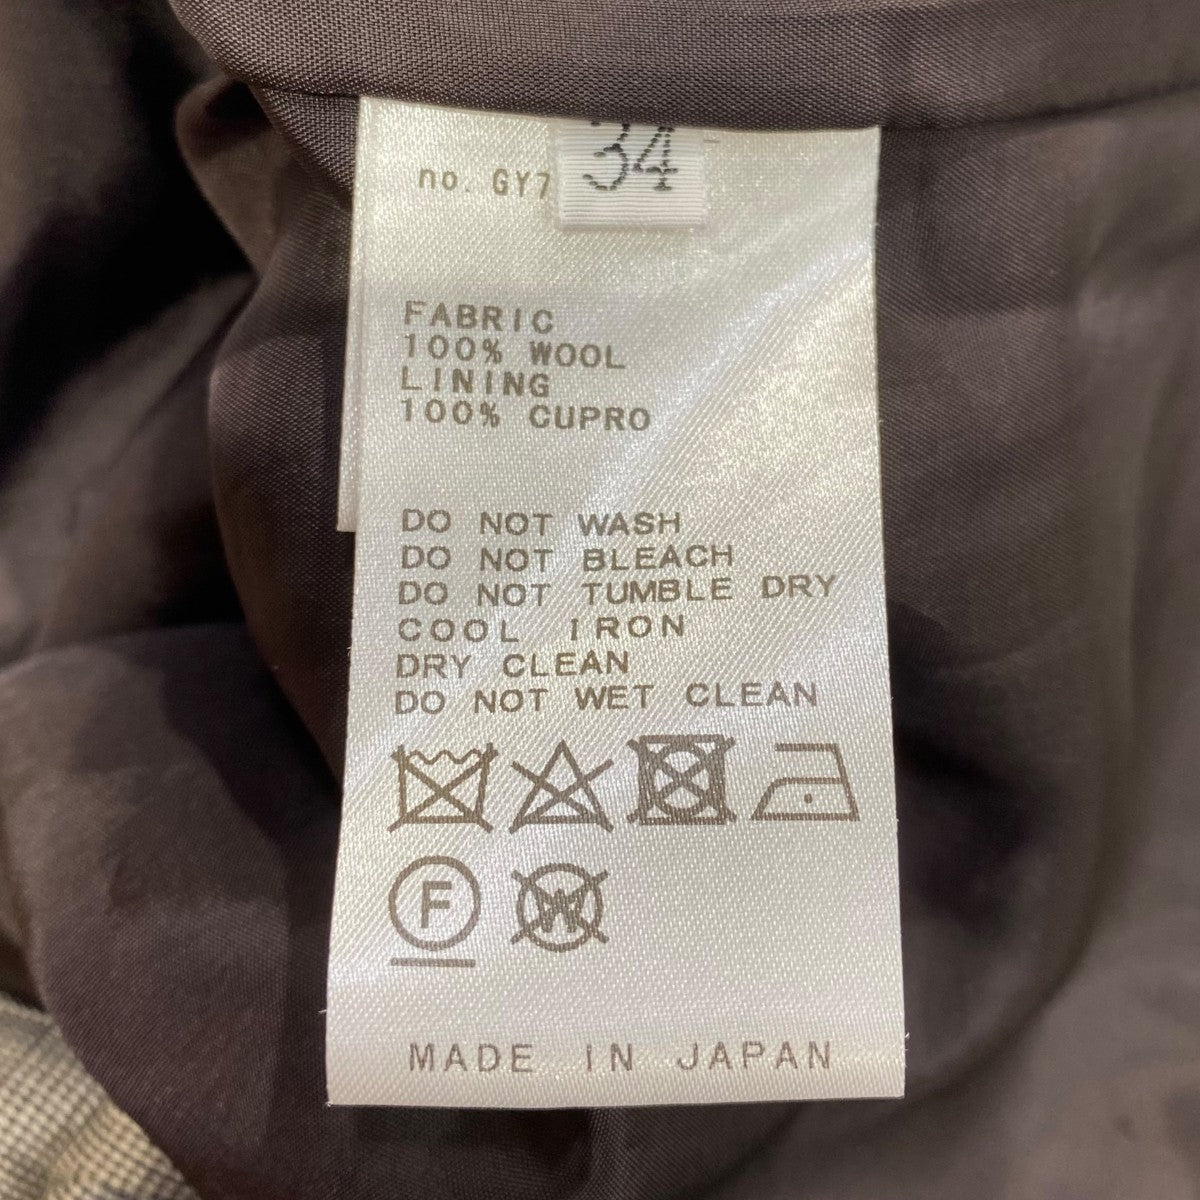 34
no. GY7
FABRIC
100% WOOL
LINING
100% CUPRO
DO NOT WASH
DO NOT BLEACH
DO NOT TUMBLE DRY
COOL IRON
DRY CLEAN
DO NOT WET CLEAN
F W
MADE IN JAPAN